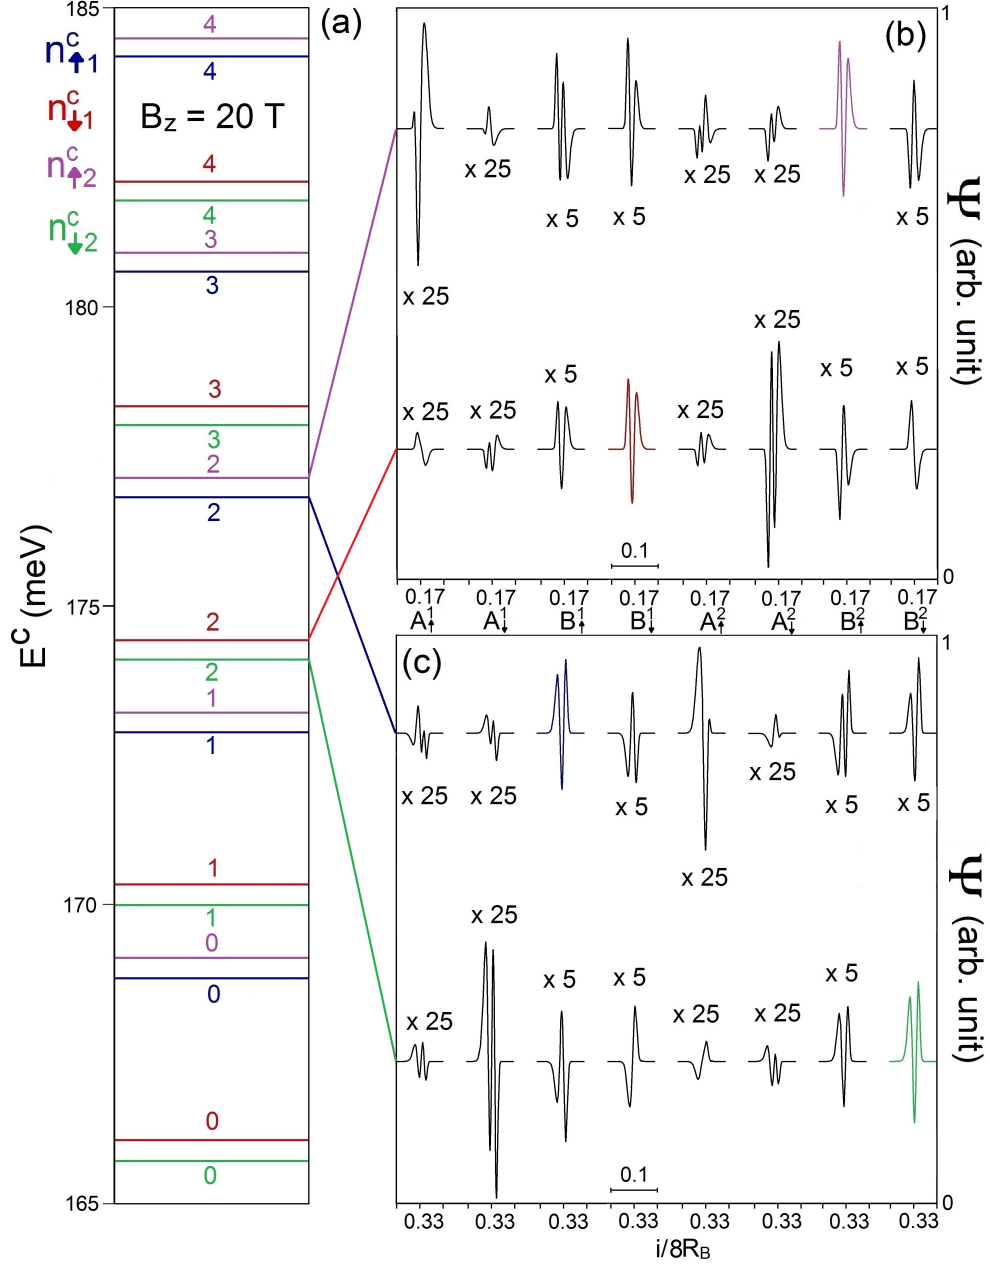 185
(a)
n^c_↑1
n^c_↓1
n^c_↑2
n^c_↓2
B_z = 20 T
4
4
4
4
3
3
180
3
3
2
2
175
2
2
1
1
170
1
1
0
0
0
0
165
E^c (meV)
(b)
1
x 25
x 25
x 5
x 5
x 25
x 25
x 5
x 25
x 25
x 5
x 25
x 25
x 5
x 5
0.1
0
Ψ (arb. unit)
0.17 0.17 0.17 0.17 0.17 0.17 0.17 0.17
A^1_↑ A^1_↓ B^1_↑ B^1_↓ A^2_↑ A^2_↓ B^2_↑ B^2_↓
(c)
1
x 25
x 25
x 5
x 25
x 25
x 5
x 5
x 25
x 25
x 5
x 5
x 25
x 25
x 5
0.1
0
Ψ (arb. unit)
0.33 0.33 0.33 0.33 0.33 0.33 0.33 0.33
i/8R_B